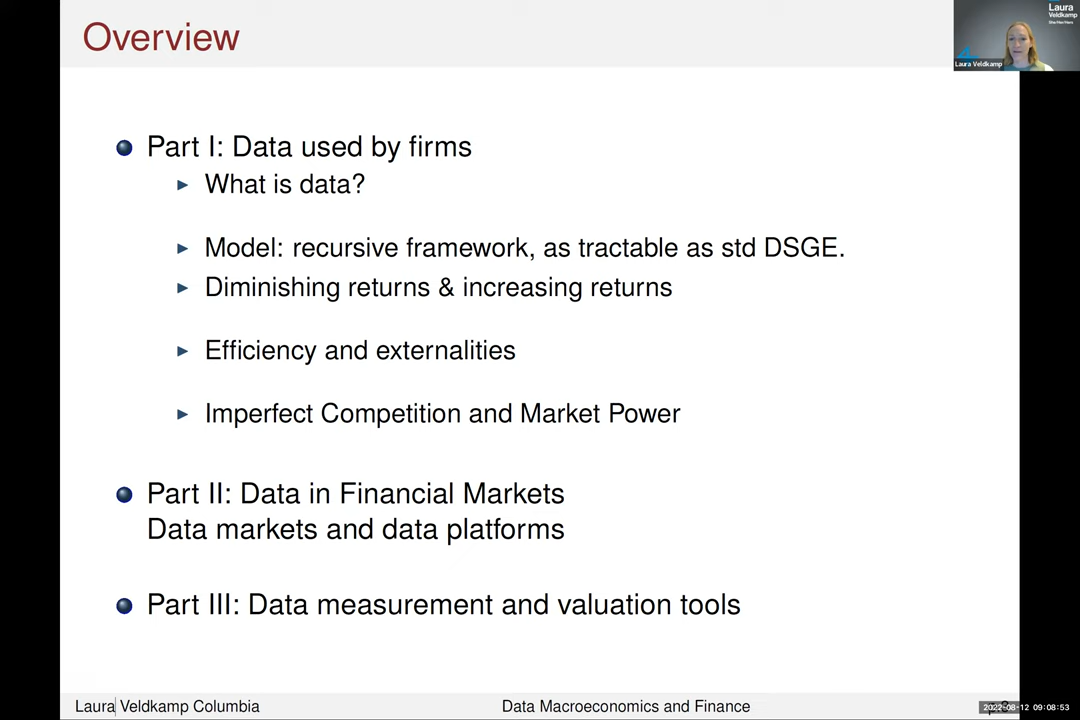 Overview
Laura
Veldkamp
She/Her/Hers
Laura Veldkamp
Part I: Data used by firms
What is data?
Model: recursive framework, as tractable as std DSGE.
Diminishing returns & increasing returns
Efficiency and externalities
Imperfect Competition and Market Power
Part II: Data in Financial Markets
Data markets and data platforms
Part III: Data measurement and valuation tools
Laura Veldkamp Columbia
Data Macroeconomics and Finance
2022-08-12 09:08:53